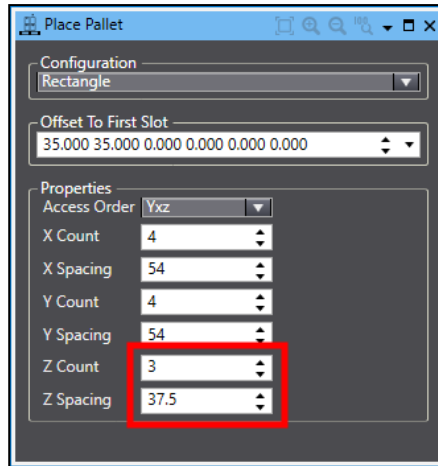 Place Pallet
Configuration
Rectangle
Offset To First Slot
35.000 35.000 0.000 0.000 0.000 0.000
Properties
Access Order Yxz
X Count 4
X Spacing 54
Y Count 4
Y Spacing 54
Z Count 3
Z Spacing 37.5